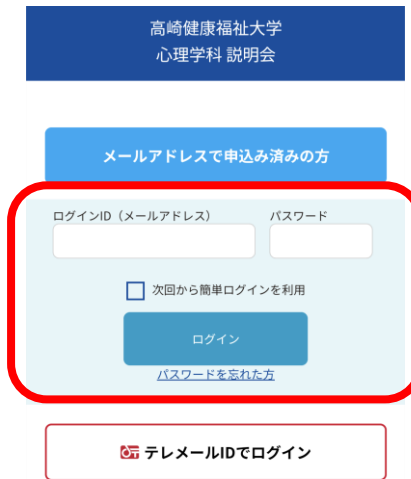 高崎健康福祉大学
心理学科 説明会
メールアドレスで申込み済みの方
ログインID（メールアドレス） パスワード
次回から簡単ログインを利用
ログイン
パスワードを忘れた方
テレメールIDでログイン